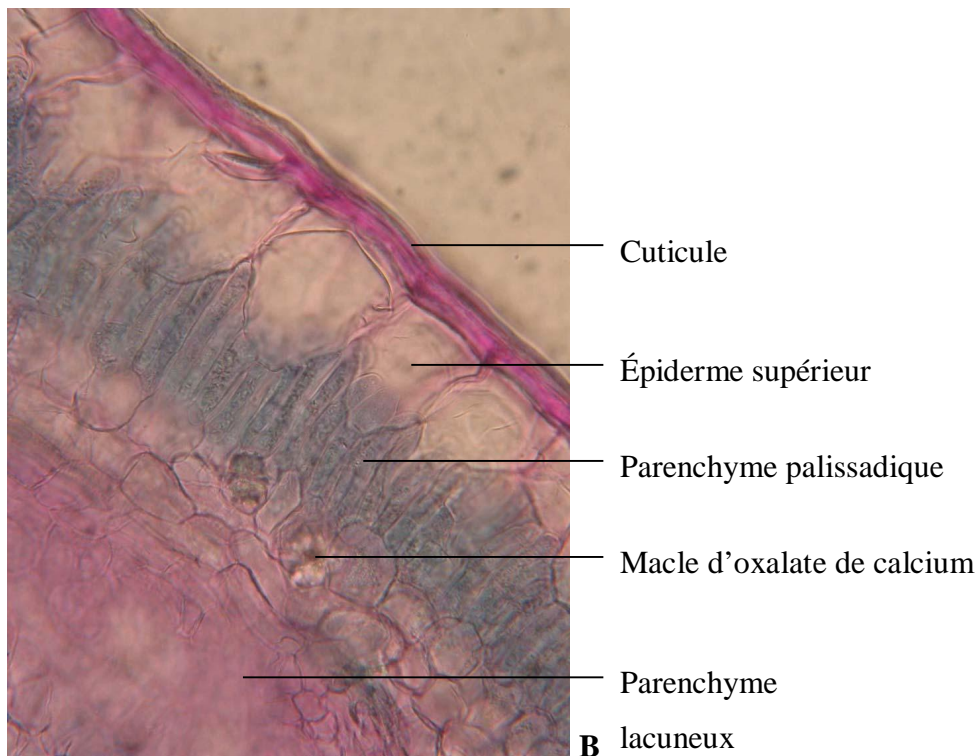 Cuticule
Épiderme supérieur
Parenchyme palissadique
Macle d’oxalate de calcium
Parenchyme
B lacuneux